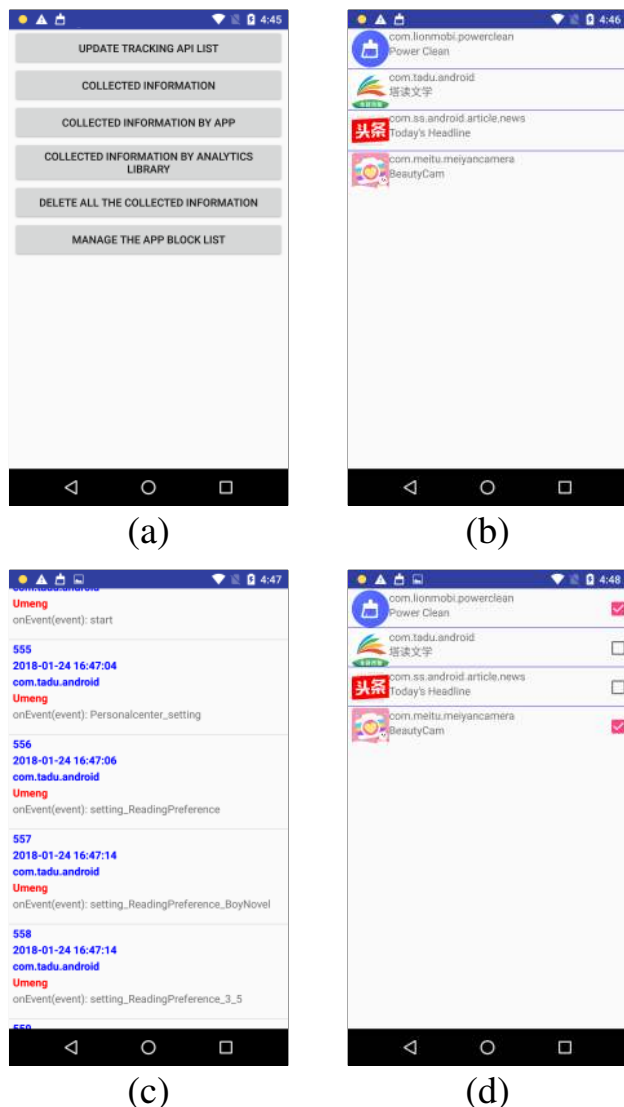 4:45
UPDATE TRACKING API LIST
COLLECTED INFORMATION
COLLECTED INFORMATION BY APP
COLLECTED INFORMATION BY ANALYTICS
LIBRARY
DELETE ALL THE COLLECTED INFORMATION
MANAGE THE APP BLOCK LIST
(a)
4:46
com.lionmobi.powerclean
Power Clean
com.tadu.android
塔读文学
头条
com.ss.android.article.news
Today's Headline
com.meitu.meiyancamera
BeautyCam
(b)
4:47
com.tadu.android
Umeng
onEvent(event): start
555
2018-01-24 16:47:04
com.tadu.android
Umeng
onEvent(event): Personalcenter_setting
556
2018-01-24 16:47:06
com.tadu.android
Umeng
onEvent(event): setting_ReadingPreference
557
2018-01-24 16:47:14
com.tadu.android
Umeng
onEvent(event): setting_ReadingPreference_BoyNovel
558
2018-01-24 16:47:14
com.tadu.android
Umeng
onEvent(event): setting_ReadingPreference_3_5
559
(c)
4:48
com.lionmobi.powerclean
Power Clean
com.tadu.android
塔读文学
头条
com.ss.android.article.news
Today's Headline
com.meitu.meiyancamera
BeautyCam
(d)